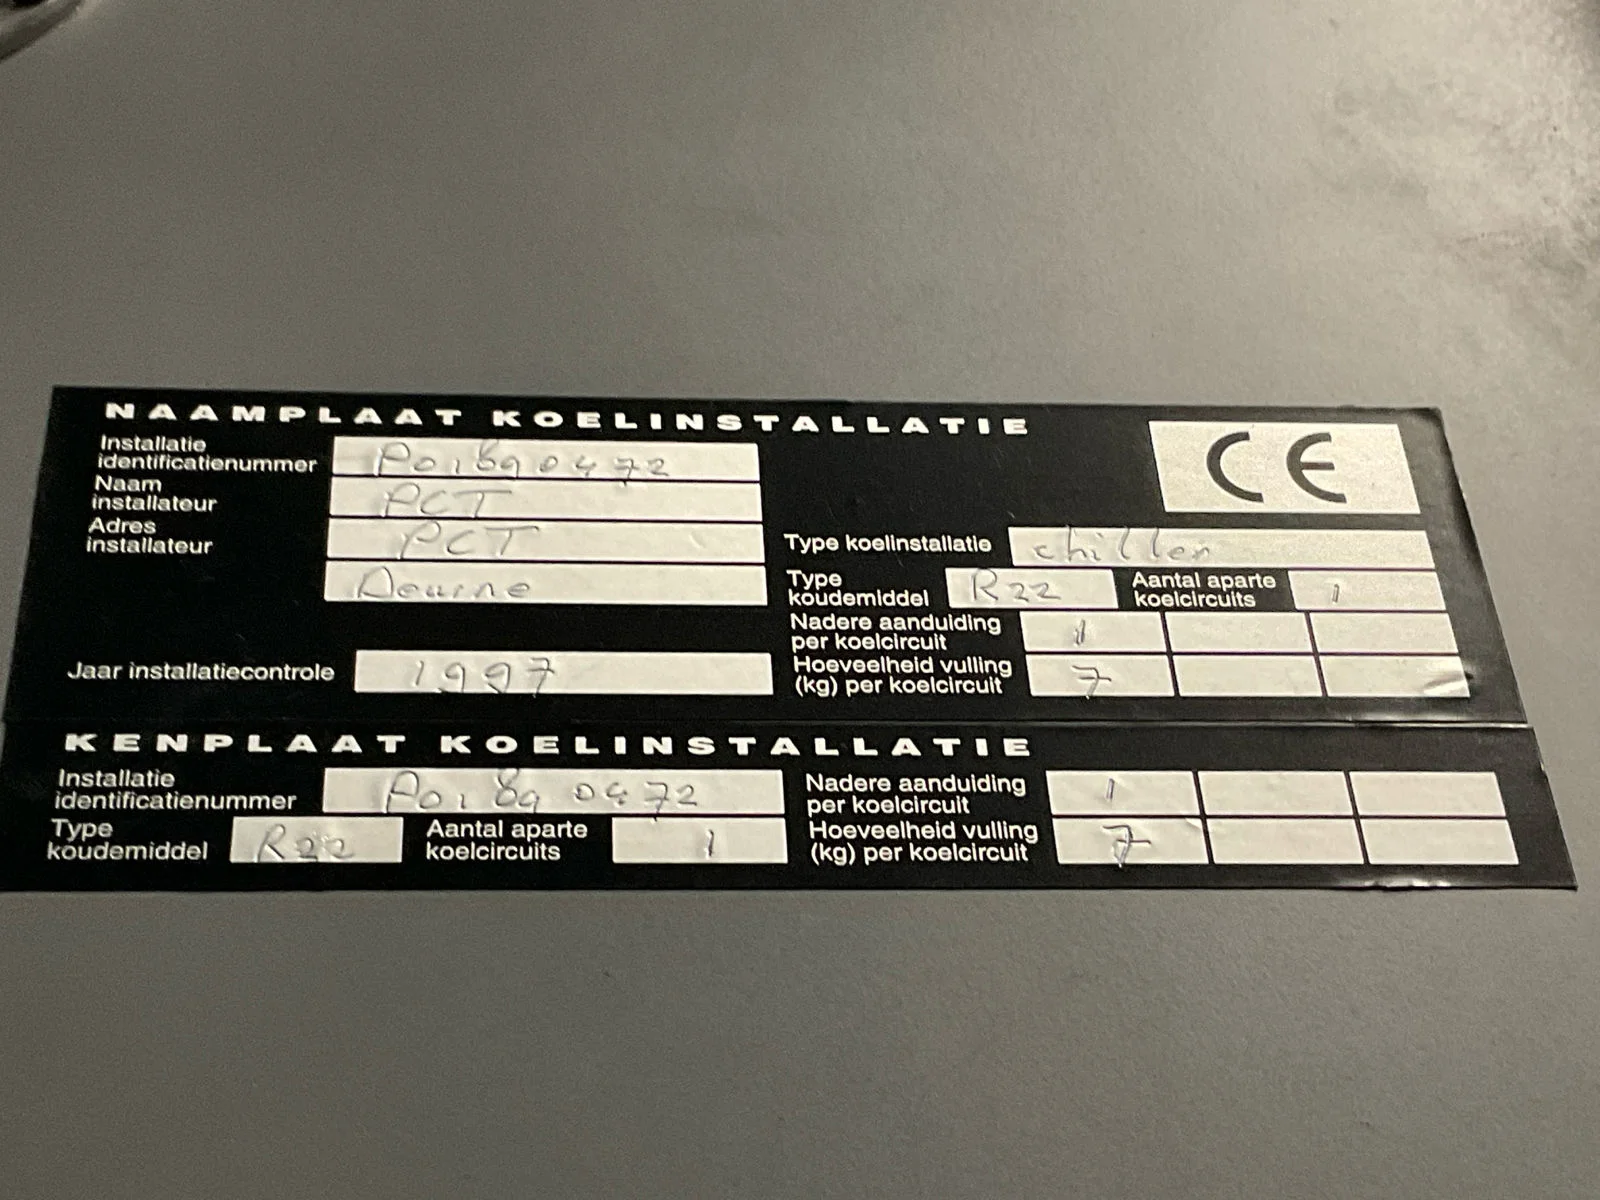 NAAMPLAAT KOELINSTALLATIE
CE
Installatie identificatienummer P01890472
Naam installateur PCT
Adres installateur PCT
Deurne
Jaar installatiecontrole 1997
Type koelinstallatie chiller
Type koudemiddel R22 Aantal aparte koelcircuits 1
Nadere aanduiding per koelcircuit 1
Hoeveelheid vulling (kg) per koelcircuit 7
KENPLAAT KOELINSTALLATIE
Installatie identificatienummer P01890472
Type koudemiddel R22 Aantal aparte koelcircuits 1
Nadere aanduiding per koelcircuit 1
Hoeveelheid vulling (kg) per koelcircuit 7